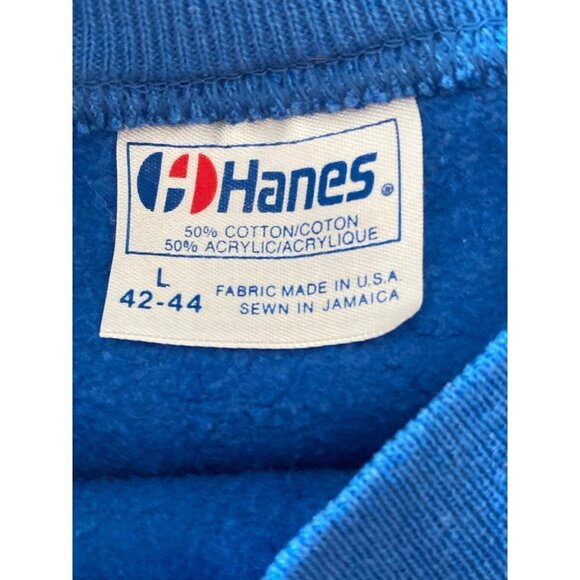 Hanes®
50% COTTON/COTON
50% ACRYLIC/ACRYLIQUE
L
42-44
FABRIC MADE IN U.S.A
SEWN IN JAMAICA